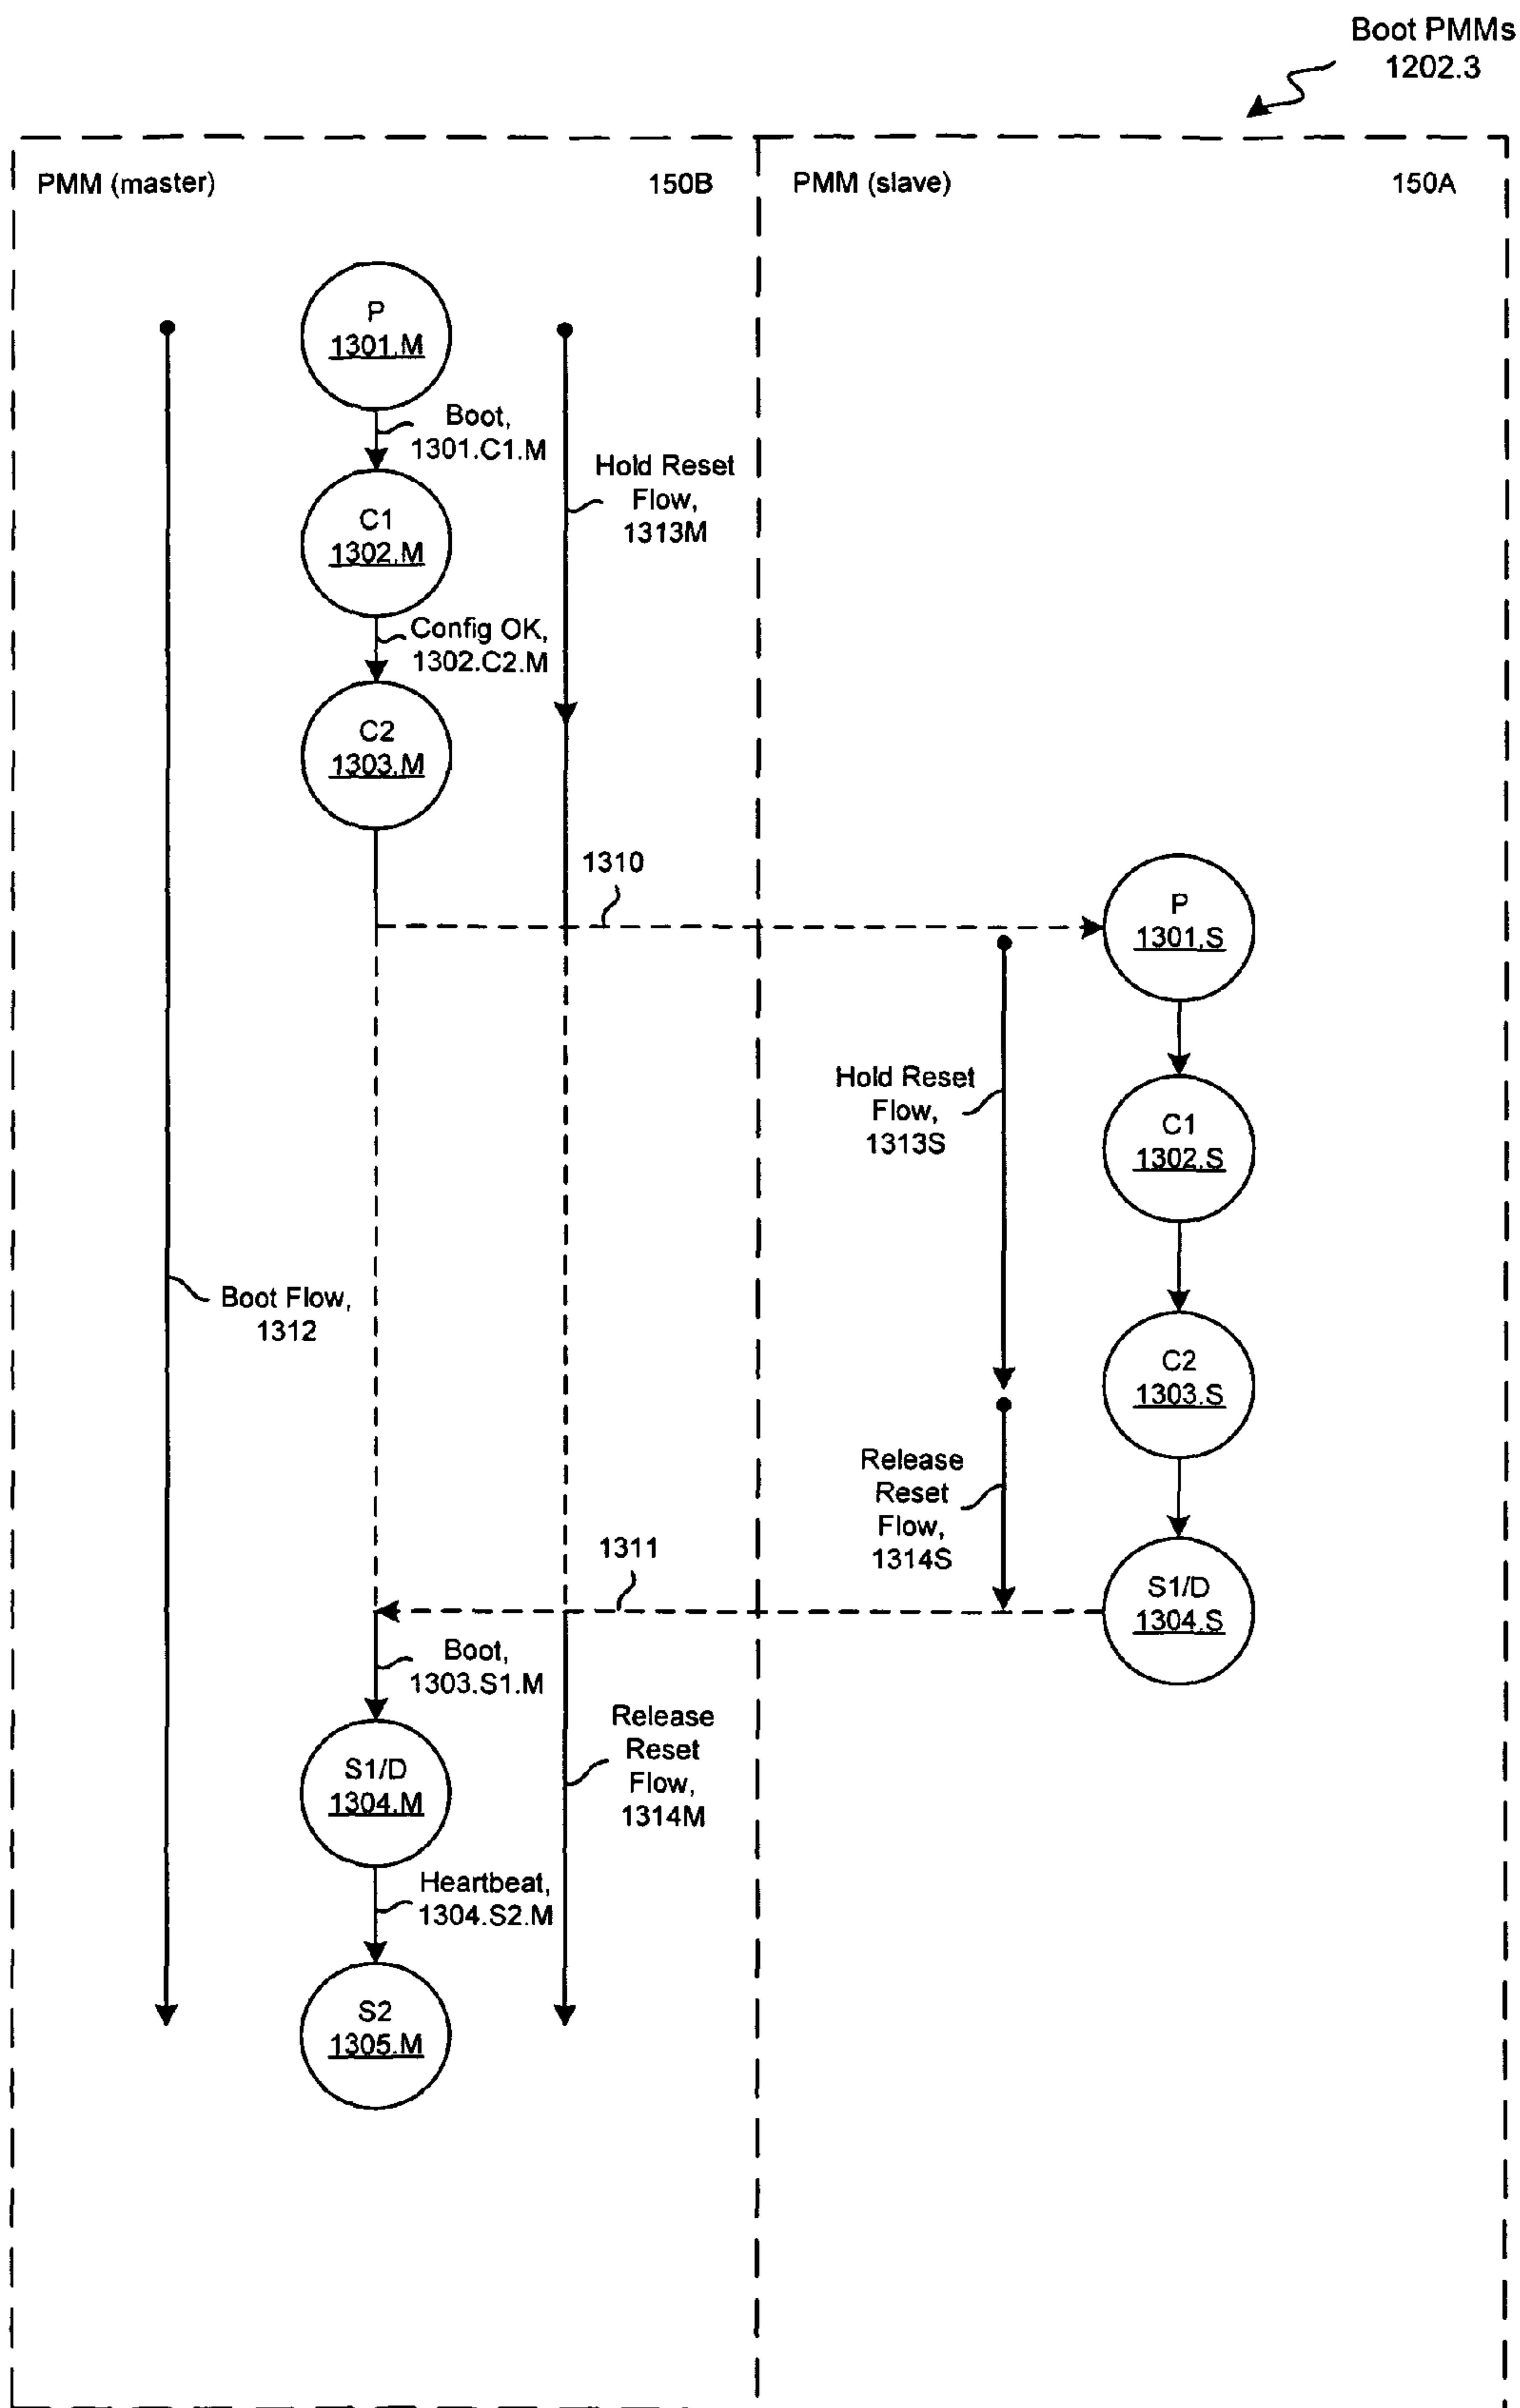 Boot PMMs
1202.3
PMM (master)
150B
PMM (slave)
150A
P
1301.M
Boot,
1301.C1.M
Hold Reset
Flow,
1313M
C1
1302.M
Config OK,
1302.C2.M
C2
1303.M
1310
P
1301.S
Hold Reset
Flow,
1313S
C1
1302.S
Boot Flow,
1312
C2
1303.S
Release
Reset
Flow,
1314S
1311
S1/D
1304.S
Boot,
1303.S1.M
Release
Reset
Flow,
1314M
S1/D
1304.M
Heartbeat,
1304.S2.M
S2
1305.M